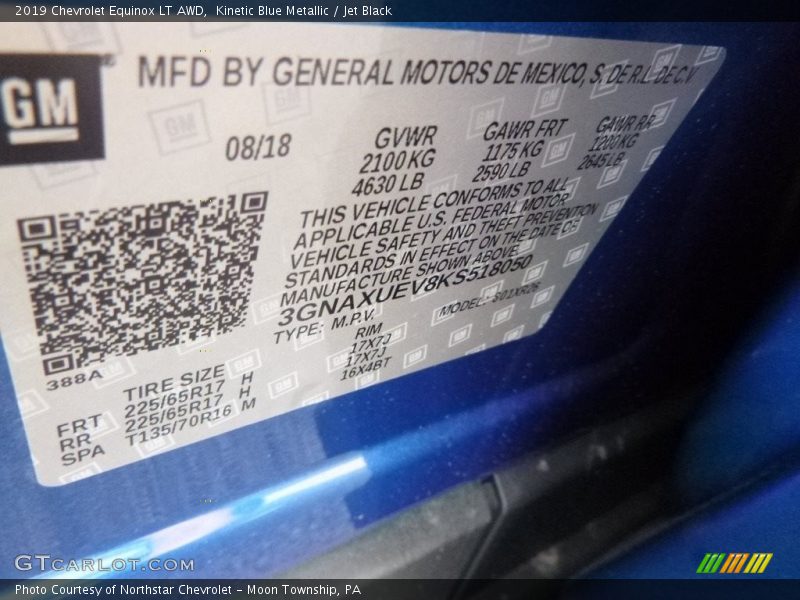 2019 Chevrolet Equinox LT AWD, Kinetic Blue Metallic / Jet Black
GM
MFD BY GENERAL MOTORS DE MEXICO, S. DE R.L. DE C.V
08/18
GVWR
2100 KG
4630 LB
GAWR FRT
1175 KG
2590 LB
GAWR RR
1200 KG
2645 LB
THIS VEHICLE CONFORMS TO ALL
APPLICABLE U.S. FEDERAL MOTOR
VEHICLE SAFETY AND THEFT PREVENTION
STANDARDS IN EFFECT ON THE DATE OF
MANUFACTURE SHOWN ABOVE.
3GNAXUEV8KS518050
TYPE: M.P.V. MODEL: S01XR26
388A
TIRE SIZE RIM
FRT 225/65R17 H 17X7J
RR 225/65R17 H 17X7J
SPA T135/70R16 M 16X4BT
GTCARLOT.COM
Photo Courtesy of Northstar Chevrolet - Moon Township, PA